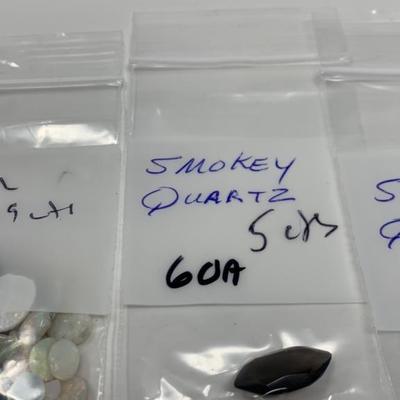 SMOKEY
QUARTZ
5 cts
60A
S
Q